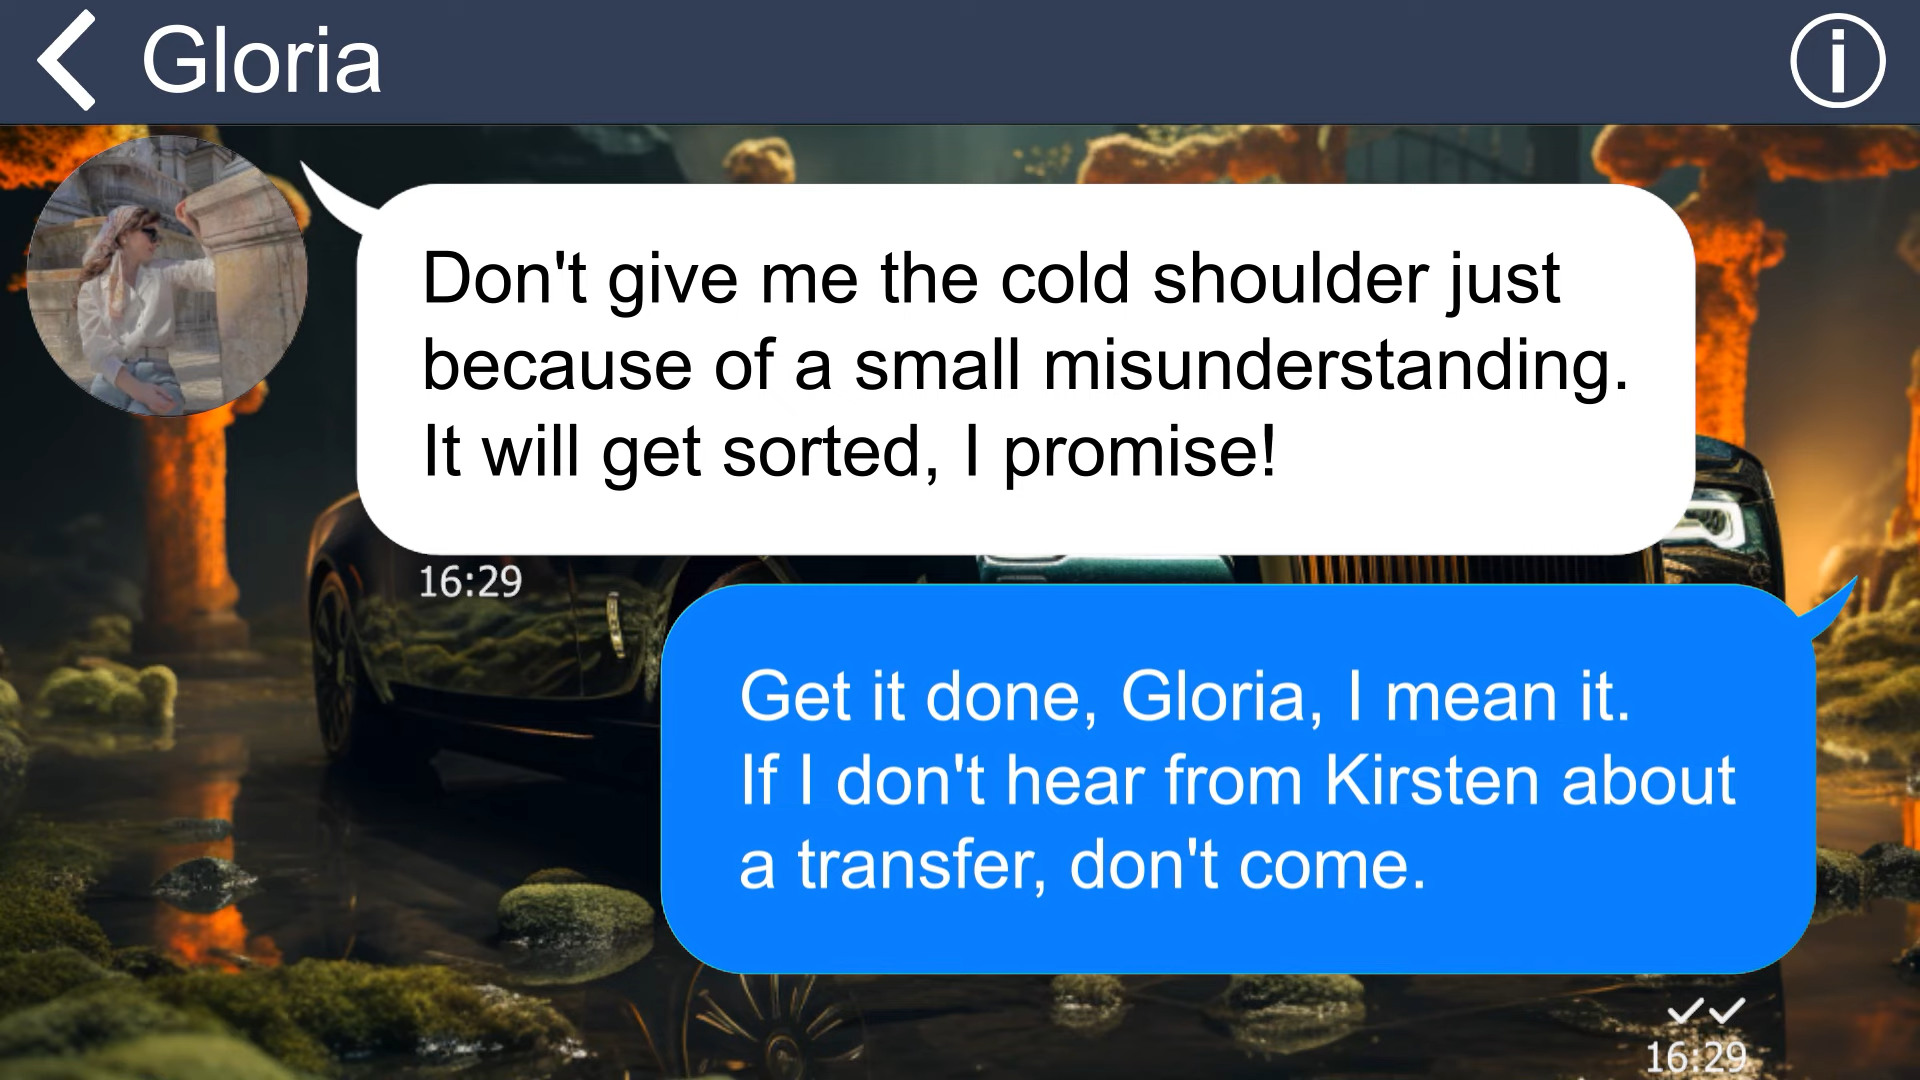 Gloria
Don't give me the cold shoulder just
because of a small misunderstanding.
It will get sorted, I promise!
16:29
Get it done, Gloria, I mean it.
If I don't hear from Kirsten about
a transfer, don't come.
16:29